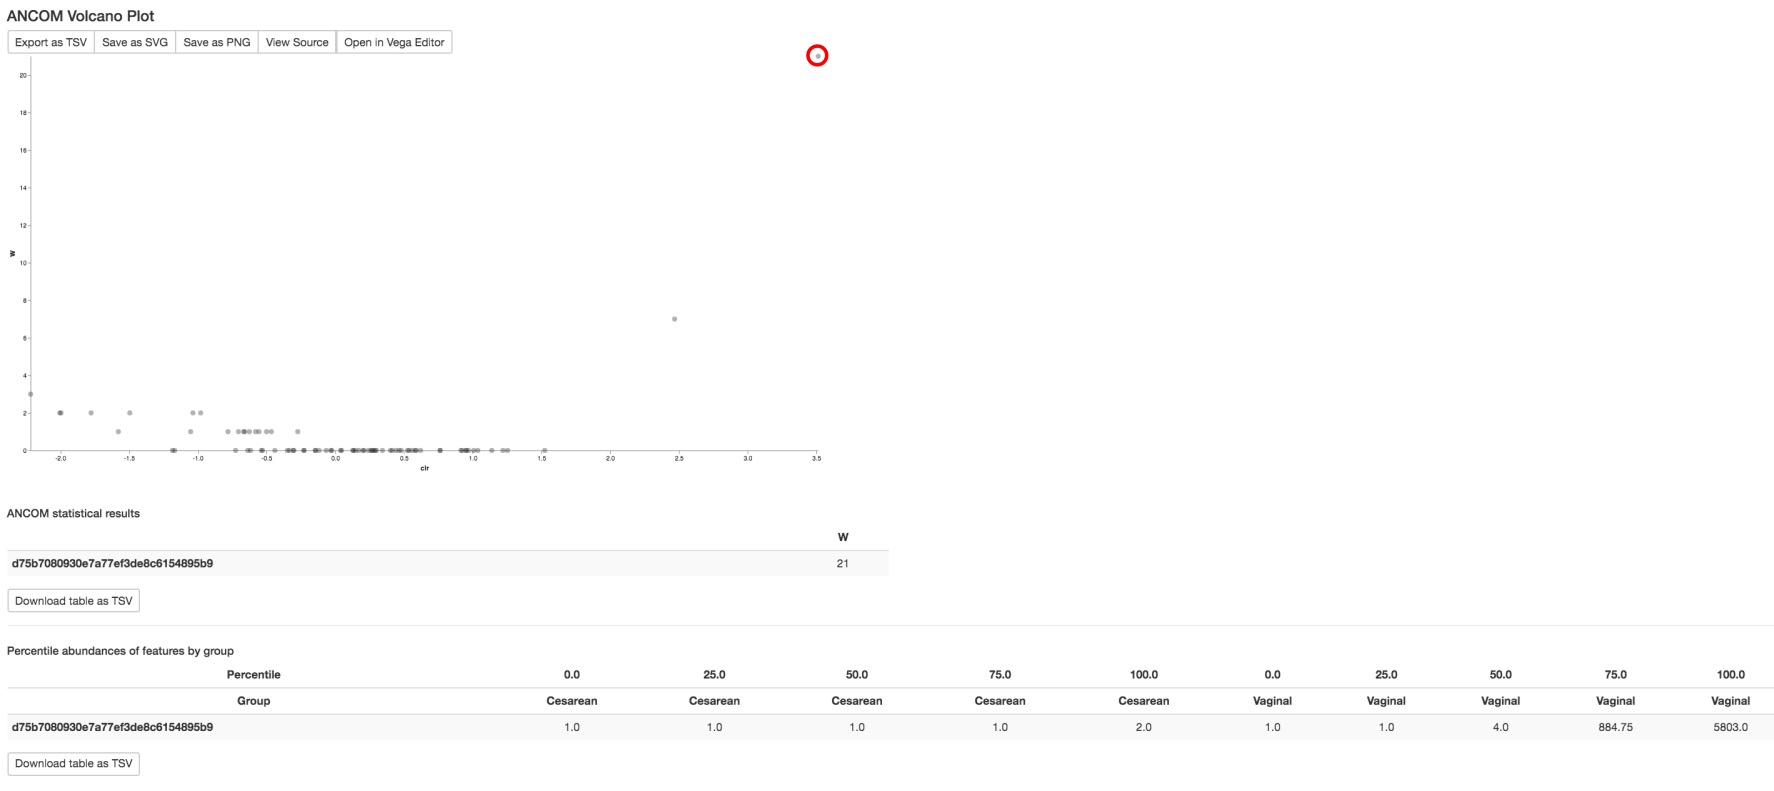 ANCOM Volcano Plot
Export as TSV Save as SVG Save as PNG View Source Open in Vega Editor
20
18
16
14
12
W
10
8
6
4
2
0
-2.0 -1.5 -1.0 -0.5 0.0 0.5 1.0 1.5 2.0 2.5 3.0 3.5
clr
ANCOM statistical results
W
d75b7080930e7a77ef3de8c6154895b9 21
Download table as TSV
Percentile abundances of features by group
Percentile 0.0 25.0 50.0 75.0 100.0 0.0 25.0 50.0 75.0 100.0
Group Cesarean Cesarean Cesarean Cesarean Cesarean Vaginal Vaginal Vaginal Vaginal Vaginal
d75b7080930e7a77ef3de8c6154895b9 1.0 1.0 1.0 1.0 2.0 1.0 1.0 4.0 884.75 5803.0
Download table as TSV